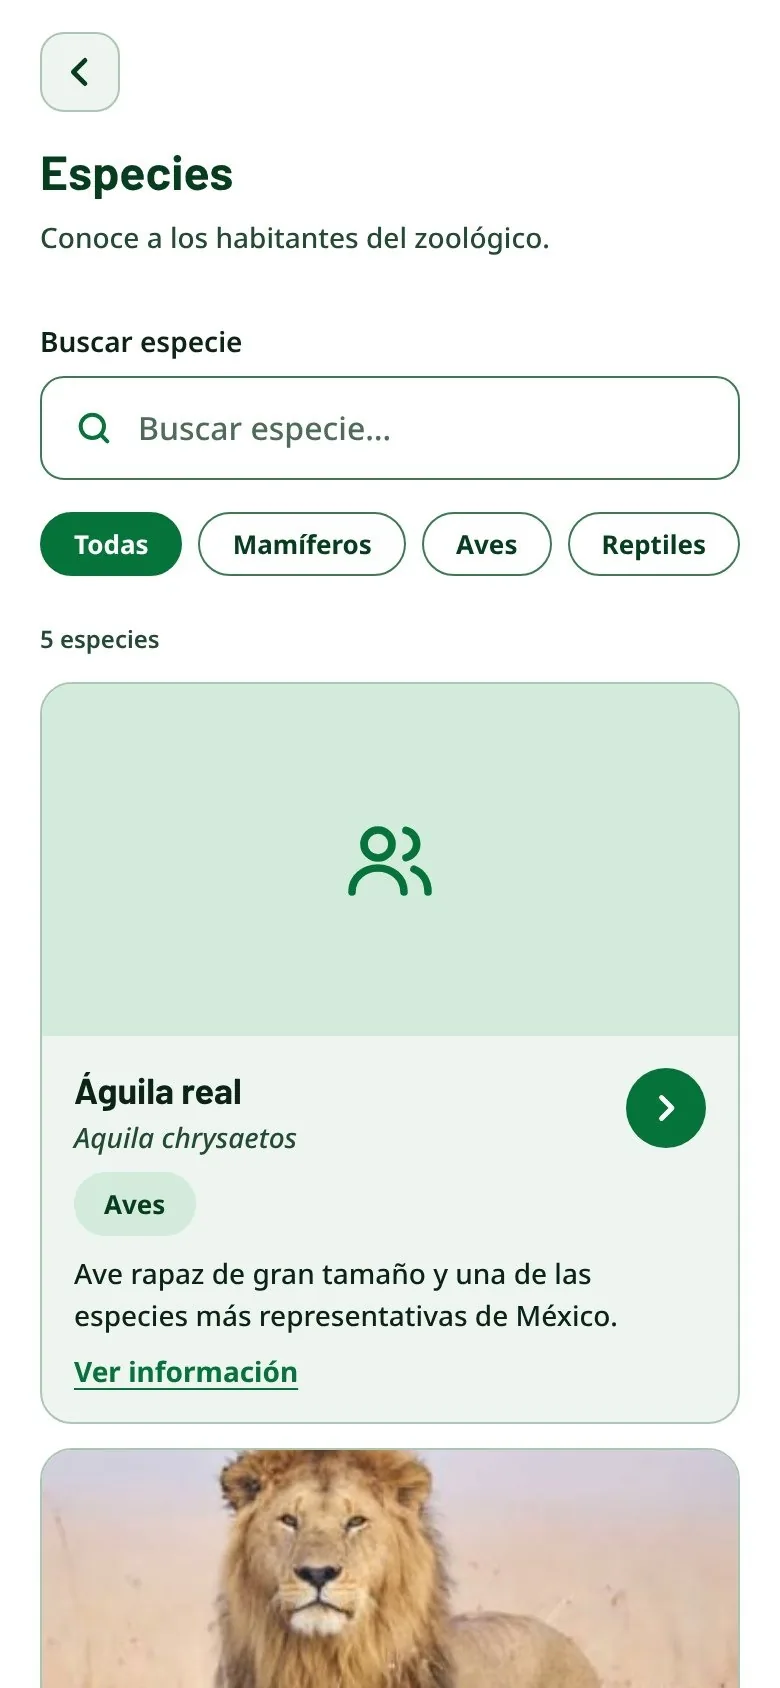 Especies
Conoce a los habitantes del zoológico.
Buscar especie
Buscar especie...
Todas
Mamíferos
Aves
Reptiles
5 especies
Águila real
Aquila chrysaetos
Aves
Ave rapaz de gran tamaño y una de las
especies más representativas de México.
Ver información